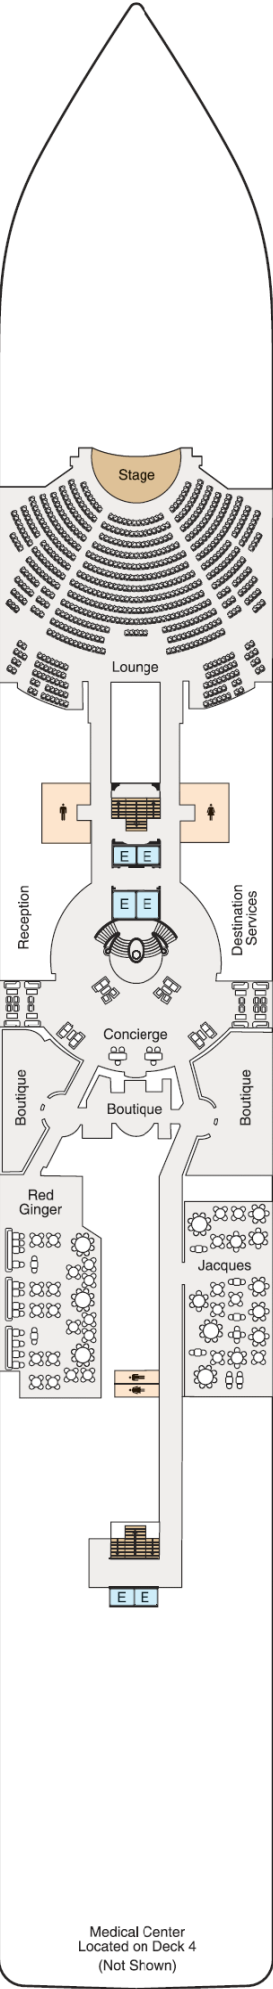 Stage
Lounge
E E
E E
Reception
Destination
Services
Concierge
Boutique
Boutique
Boutique
Red
Ginger
Jacques
E E
Medical Center
Located on Deck 4
(Not Shown)